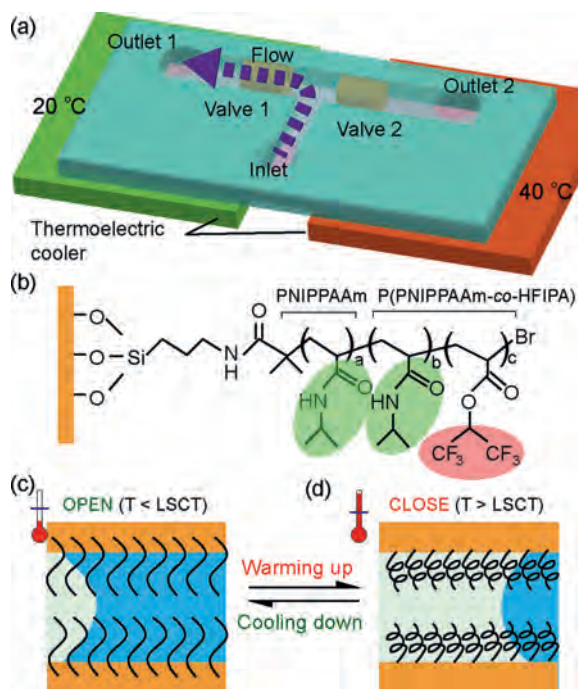 (a)
Outlet 1
Flow
Outlet 2
20 °C
Valve 1
Valve 2
Inlet
40 °C
Thermoelectric
cooler
(b)
PNIPPAAm
P(PNIPPAAm-co-HFIPA)
O
O
Si
O
N
H
O
a
b
c
Br
HN
O
HN
O
O
O
CF3
CF3
(c)
OPEN (T < LSCT)
(d)
CLOSE (T > LSCT)
Warming up
Cooling down